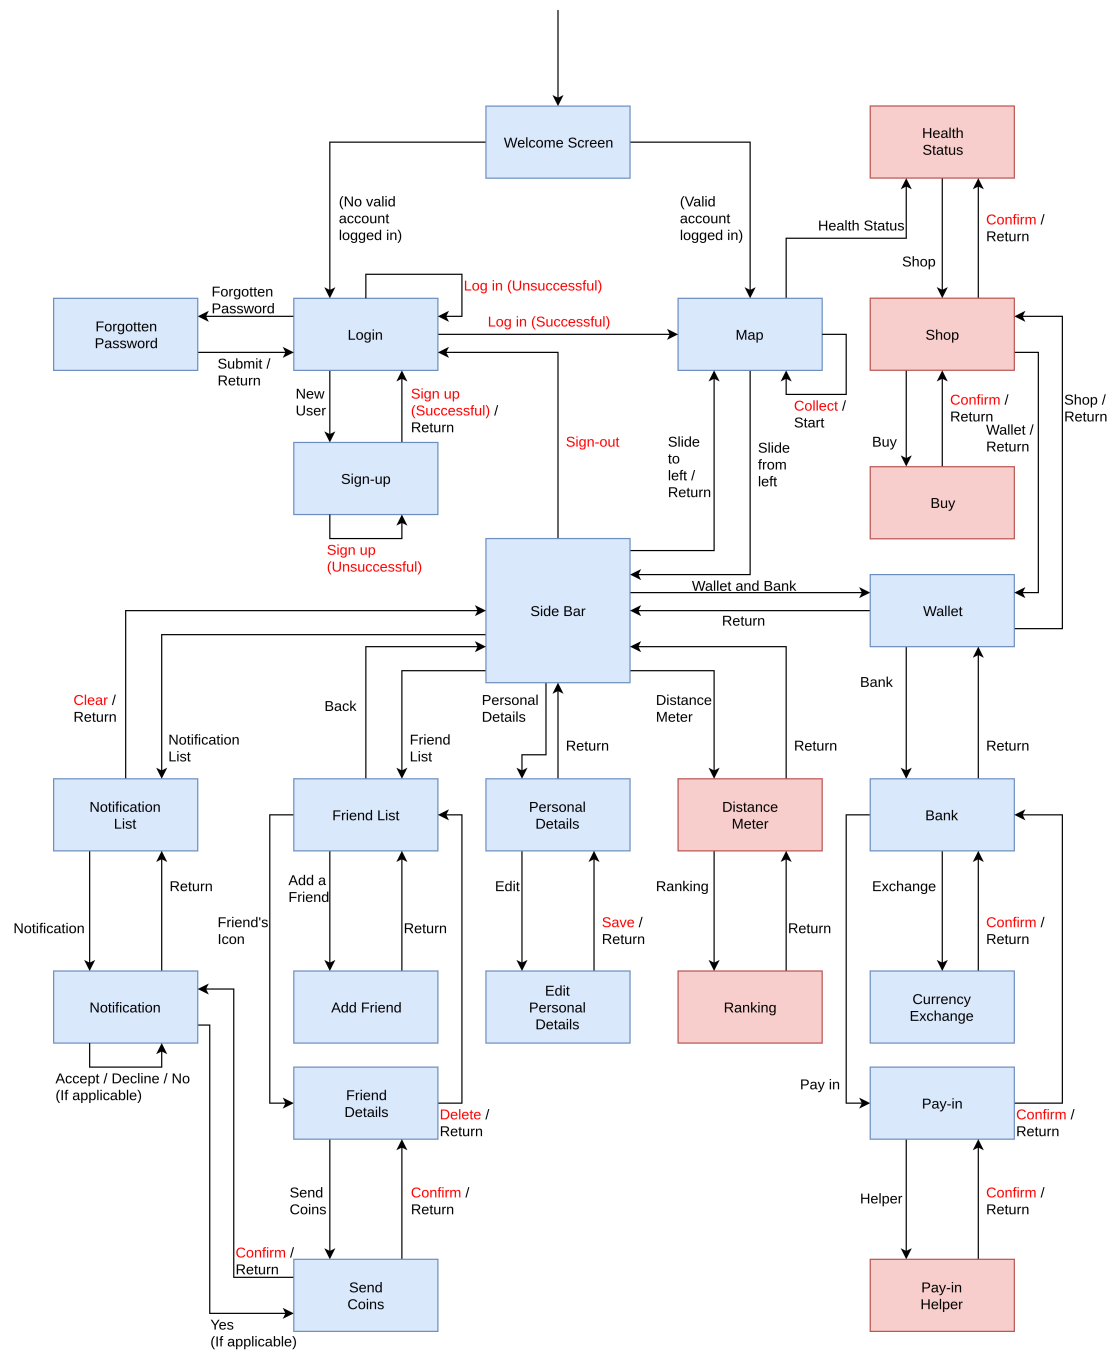 Welcome Screen
Health
Status
(No valid
account
logged in)
(Valid
account
logged in)
Health Status
Confirm /
Return
Shop
Forgotten
Password
Log in (Unsuccessful)
Log in (Successful)
Forgotten
Password
Login
Map
Shop
Submit /
Return
New
User
Sign up
(Successful) /
Return
Collect /
Start
Confirm /
Return
Shop /
Return
Wallet /
Return
Buy
Sign-out
Slide
to
left /
Return
Slide
from
left
Sign-up
Buy
Sign up
(Unsuccessful)
Side Bar
Wallet and Bank
Return
Wallet
Clear /
Return
Notification
List
Back
Friend
List
Personal
Details
Return
Distance
Meter
Return
Bank
Return
Notification
List
Friend List
Personal
Details
Distance
Meter
Bank
Notification
Return
Friend's
Icon
Add a
Friend
Return
Edit
Save /
Return
Ranking
Return
Exchange
Confirm /
Return
Notification
Add Friend
Edit
Personal
Details
Ranking
Currency
Exchange
Accept / Decline / No
(If applicable)
Friend
Details
Delete /
Return
Pay in
Pay-in
Confirm /
Return
Send
Coins
Confirm /
Return
Helper
Confirm /
Return
Confirm /
Return
Send
Coins
Pay-in
Helper
Yes
(If applicable)